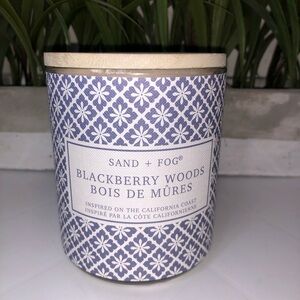 SAND + FOG®
BLACKBERRY WOODS
BOIS DE MÛRES
INSPIRED ON THE CALIFORNIA COAST
INSPIRÉ PAR LA CÔTE CALIFORNIENNE